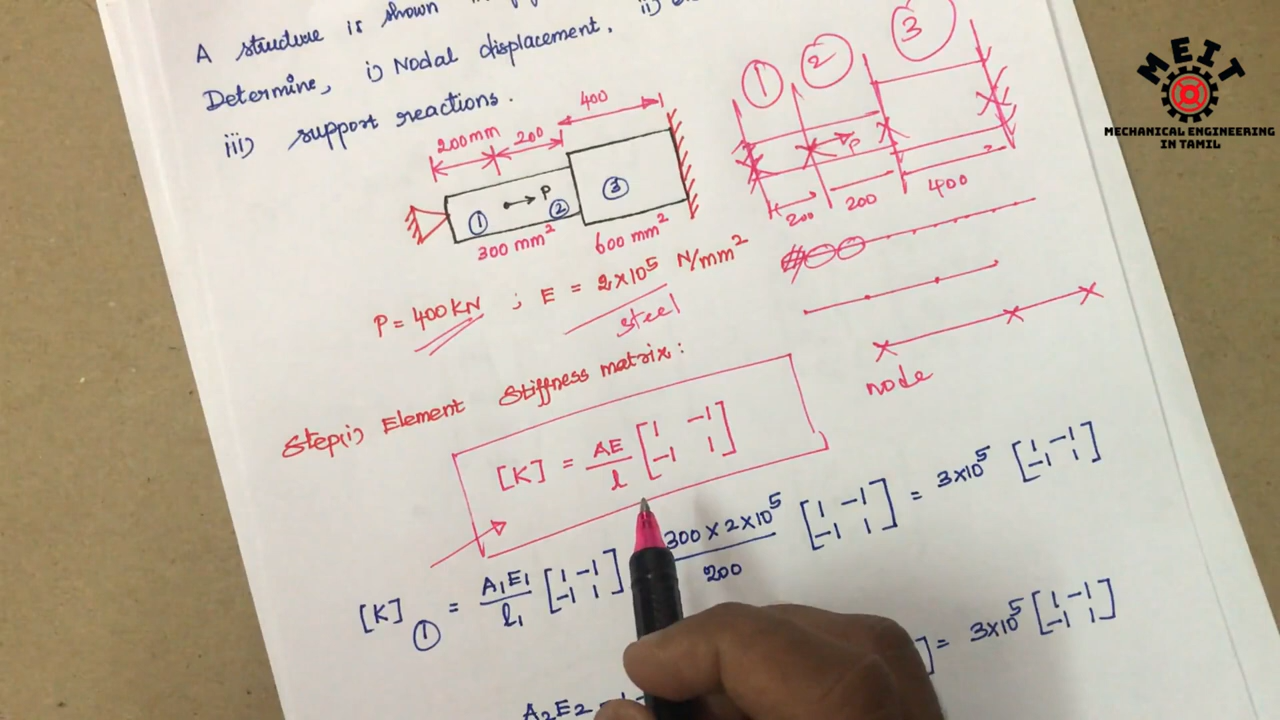 A structure is shown
Determine, i) Nodal displacement. ii)
iii) support reactions.
200mm 200 400
① P ② ③
300 mm² 600 mm²
P = 400 KN ; E = 2×10⁵ N/mm²
steel
① ② ③
P
200 200 400
node
Step(i) Element Stiffness matrix:
[K] = AE/l [1 -1 -1 1]
[K]① = A₁E₁/l₁ [1 -1 -1 1] 300 × 2×10⁵/200 [1 -1 -1 1] = 3×10⁵ [1 -1 -1 1]
] = 3×10⁵ [1 -1 -1 1]
A₂E₂
MEIT
MECHANICAL ENGINEERING
IN TAMIL